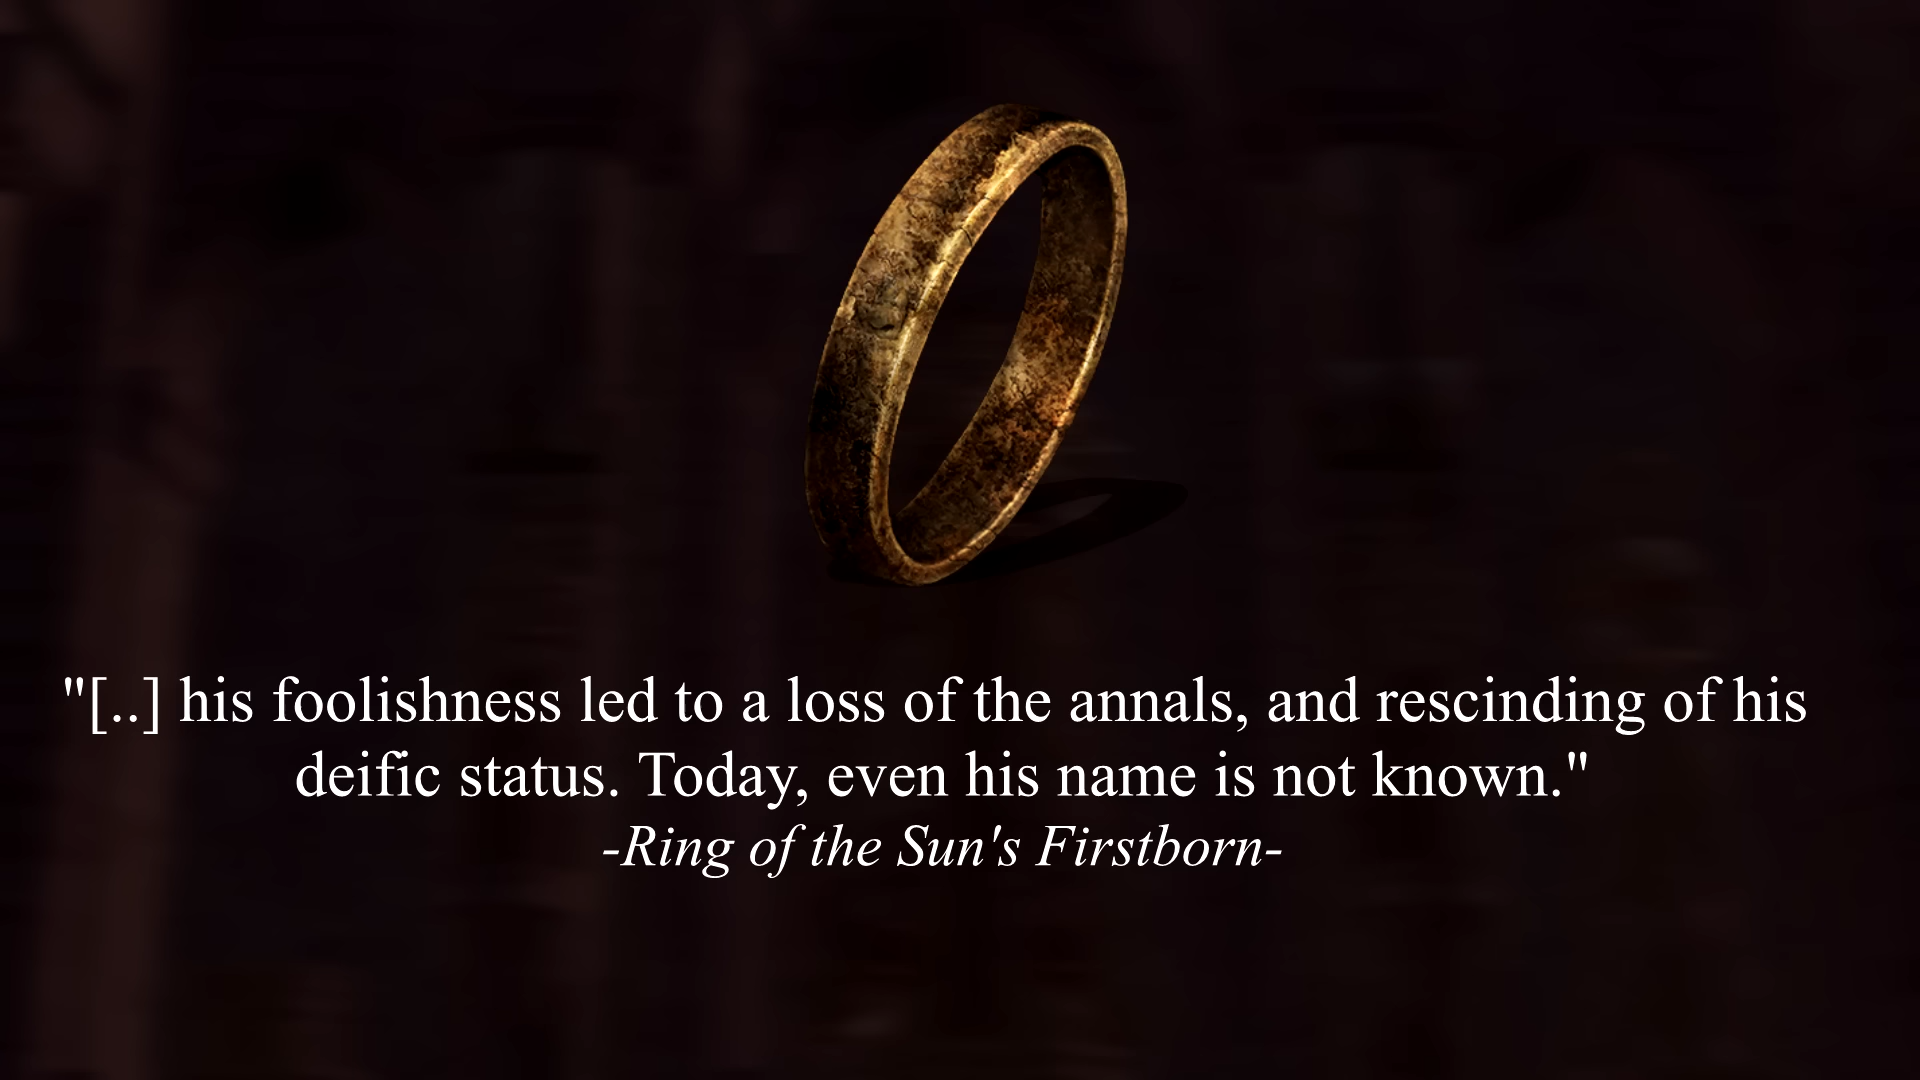 "[..] his foolishness led to a loss of the annals, and rescinding of his
deific status. Today, even his name is not known."
-Ring of the Sun's Firstborn-